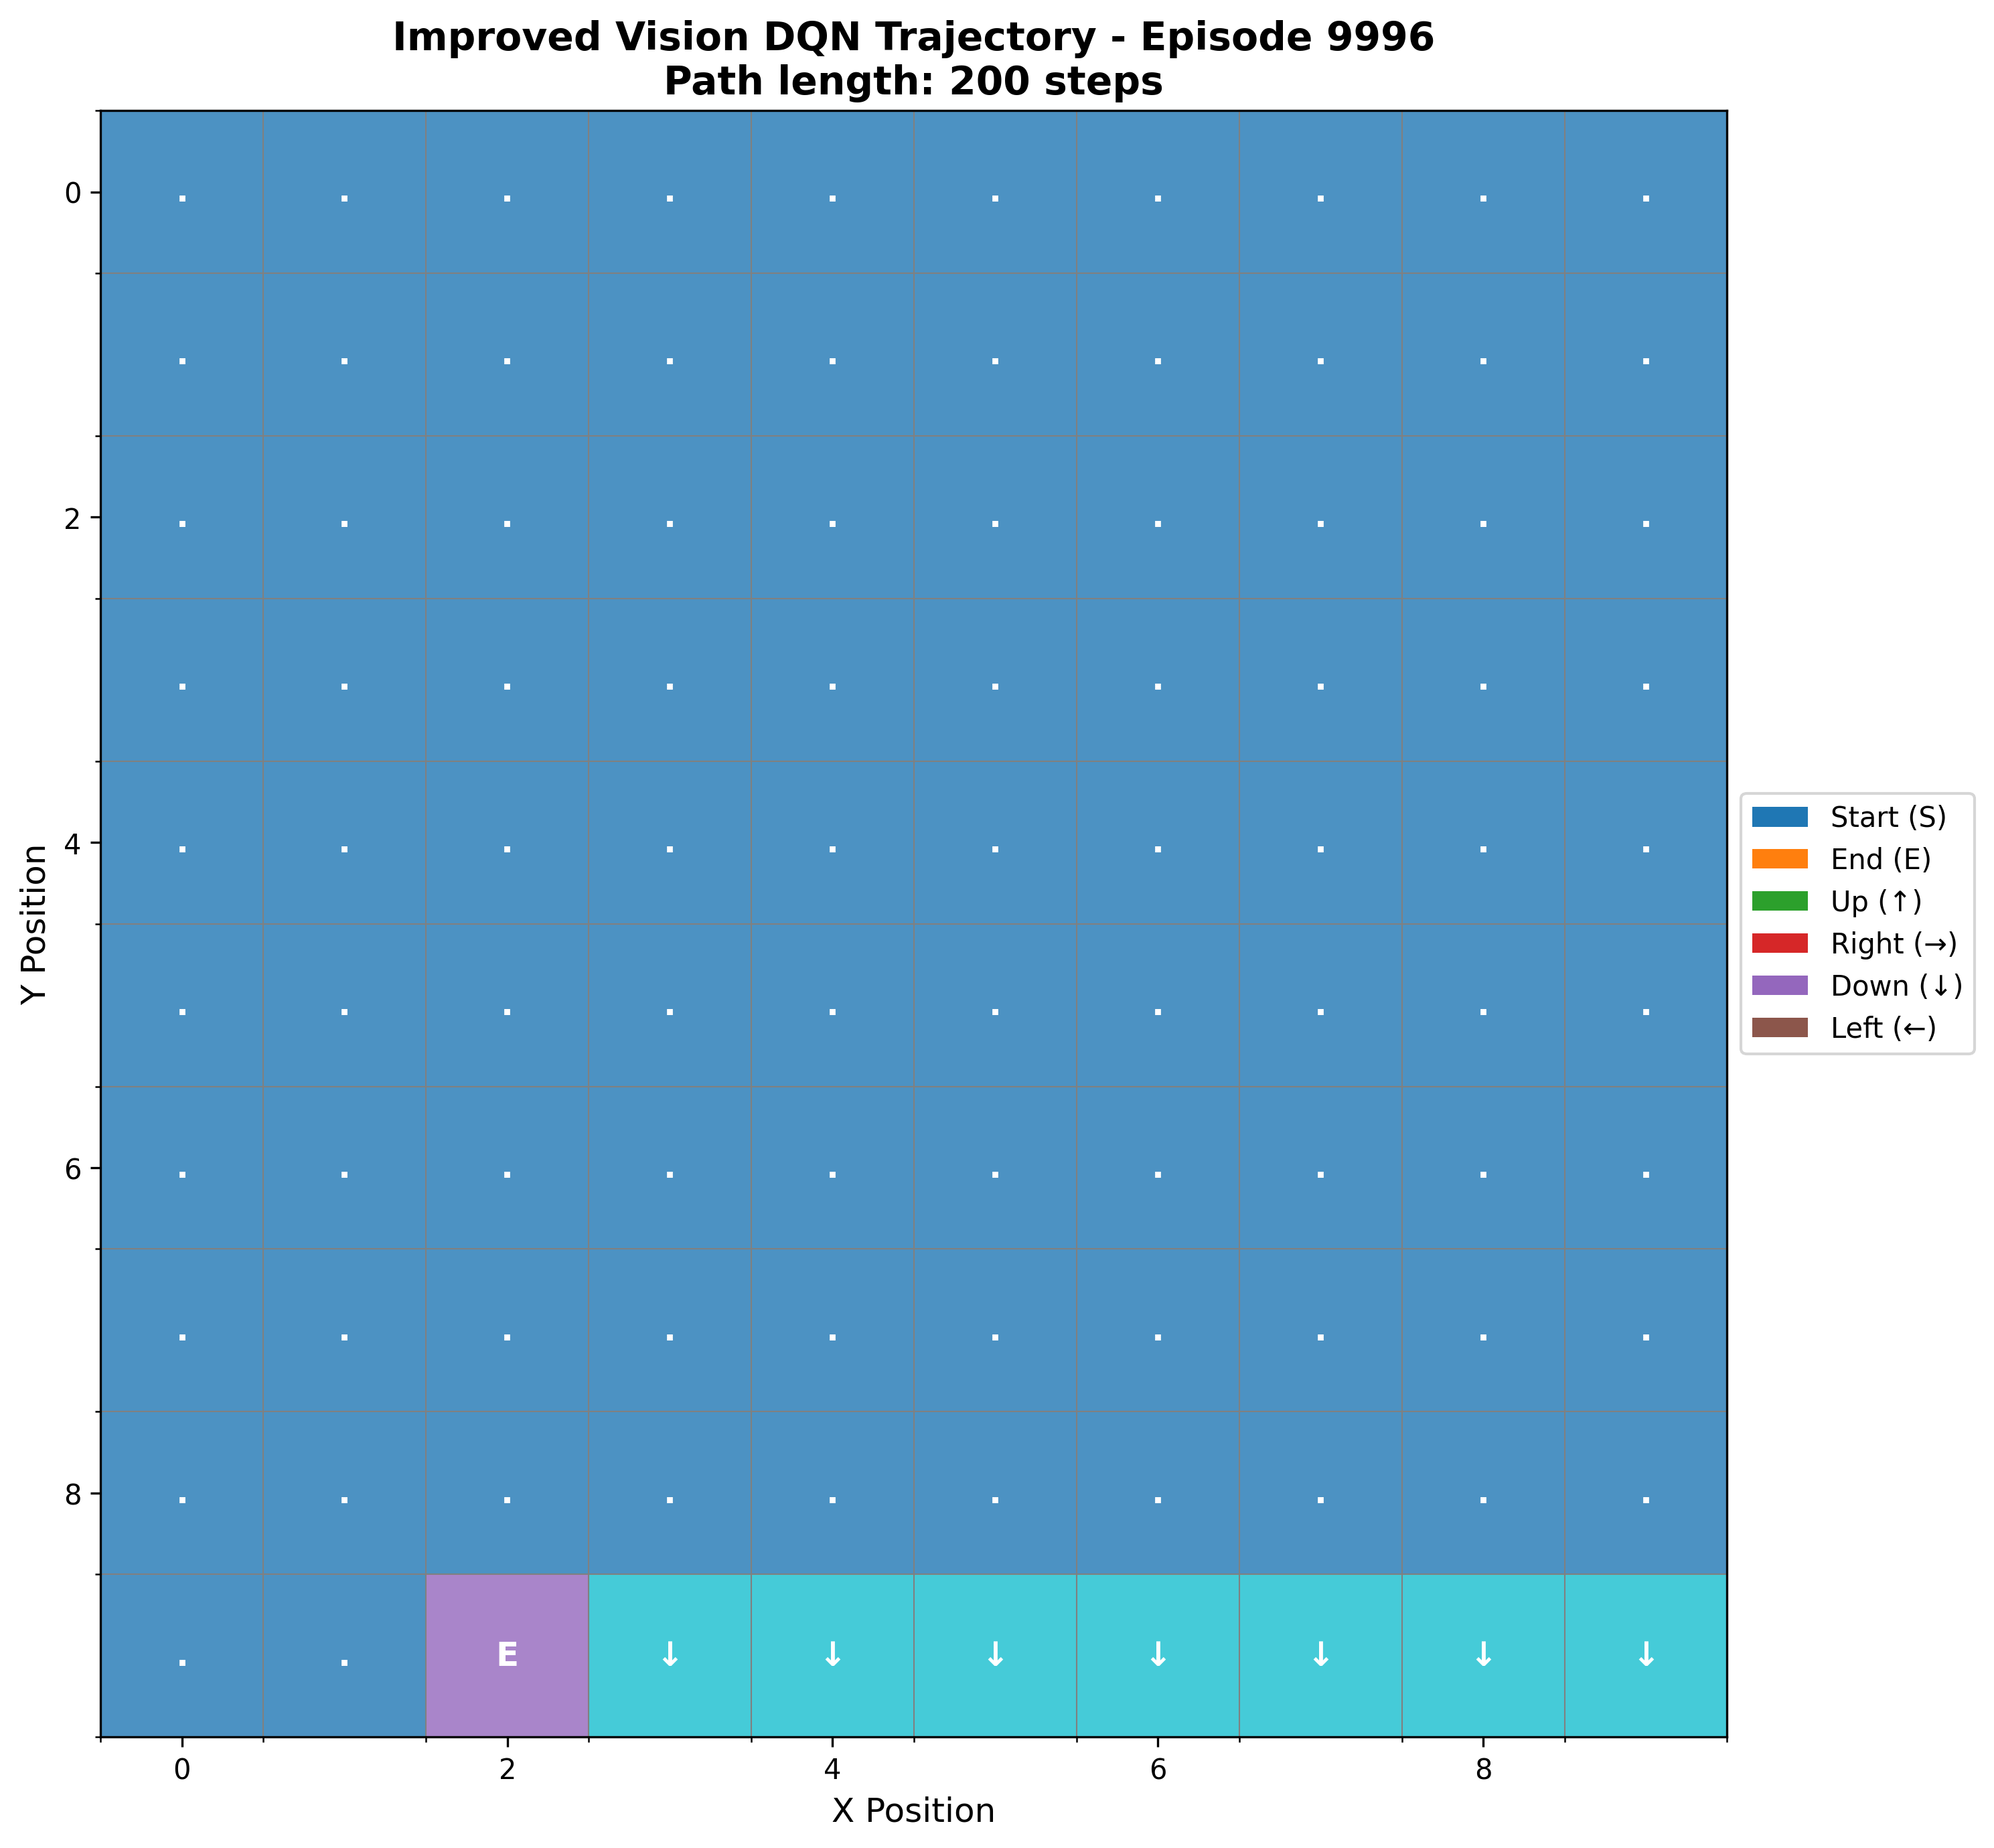 Improved Vision DQN Trajectory - Episode 9996
Path length: 200 steps
0
. . . . . . . . . .
. . . . . . . . . .
2
. . . . . . . . . .
. . . . . . . . . .
Y Position
4
. . . . . . . . . .
. . . . . . . . . .
6
. . . . . . . . . .
. . . . . . . . . .
8
. . . . . . . . . .
. . E ↓ ↓ ↓ ↓ ↓ ↓ ↓
0 2 4 6 8
X Position
Start (S)
End (E)
Up (↑)
Right (→)
Down (↓)
Left (←)